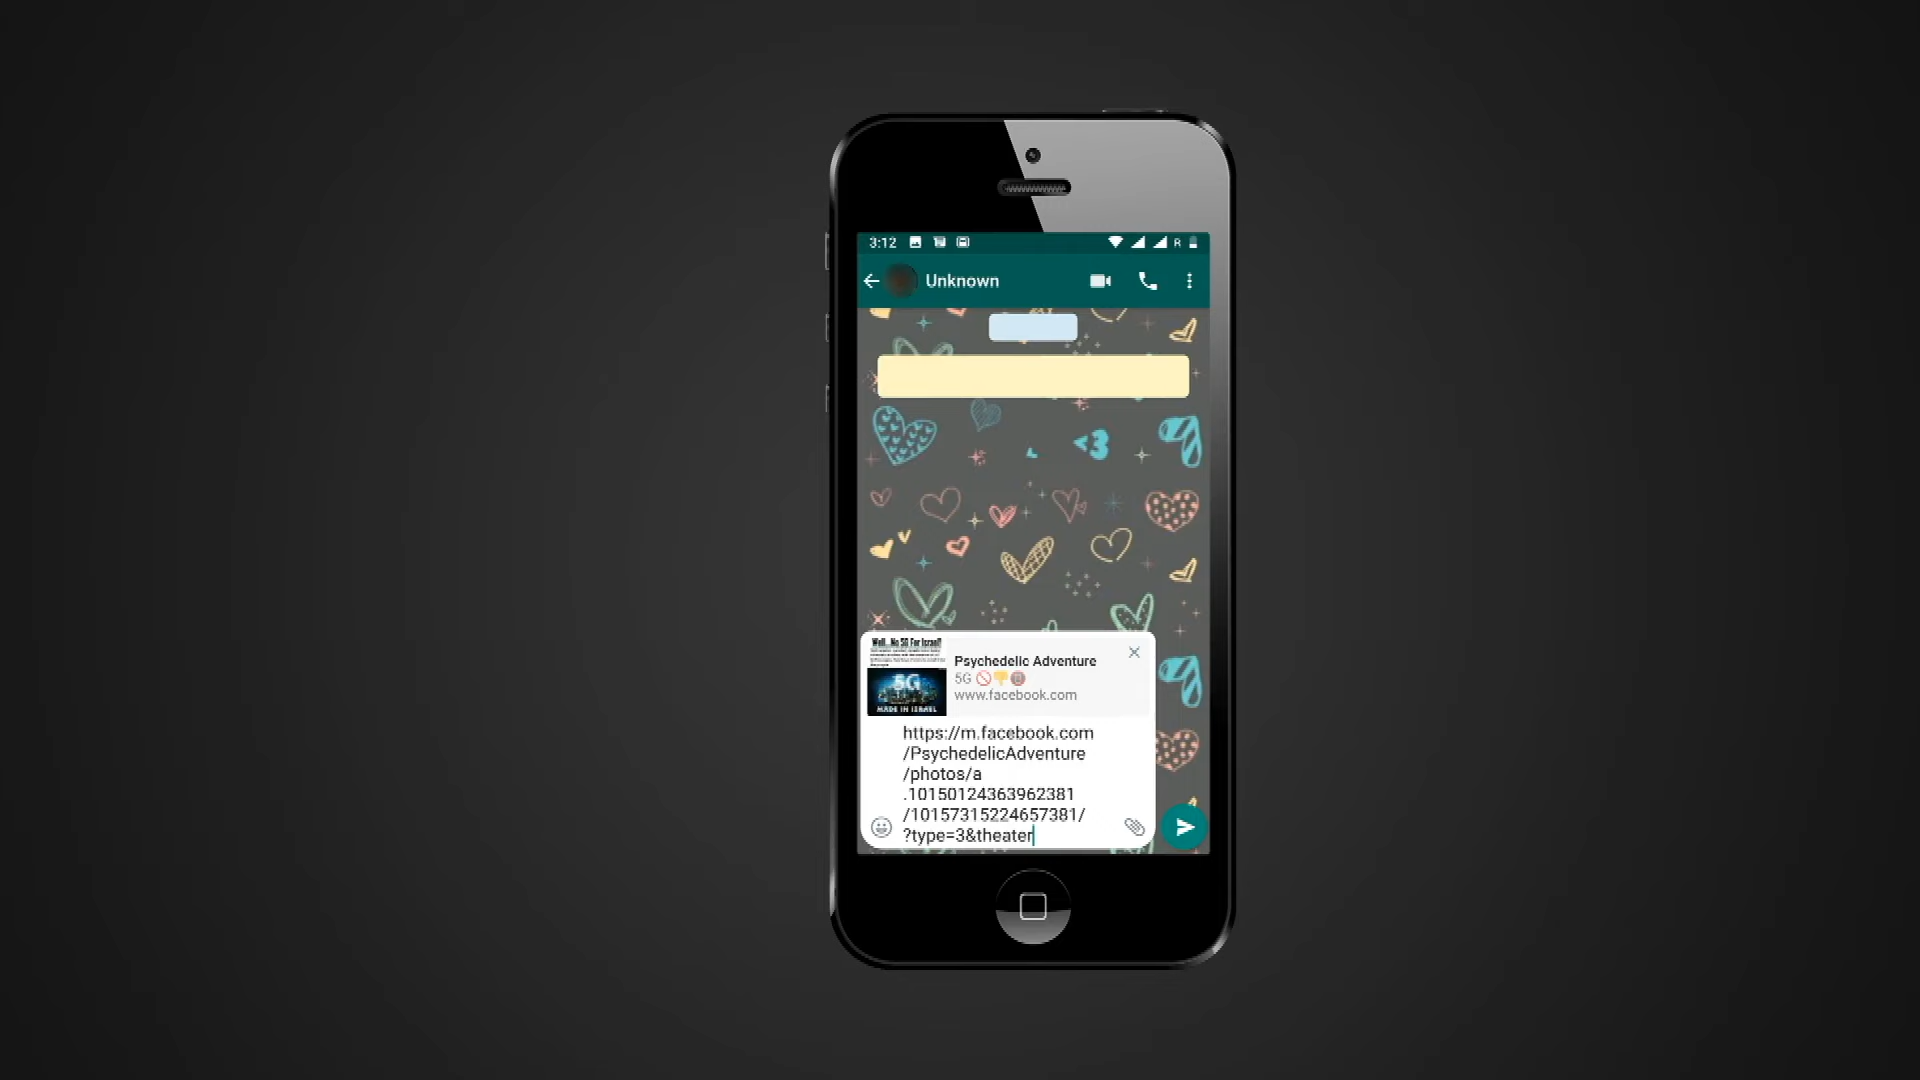 3:12
R
Unknown
<3
Well.. No 5G For Israel!
5G
MADE IN ISRAEL
Psychedelic Adventure
5G 🚫👎
www.facebook.com
https://m.facebook.com
/PsychedelicAdventure
/photos/a
.10150124363962381
/10157315224657381/
?type=3&theater